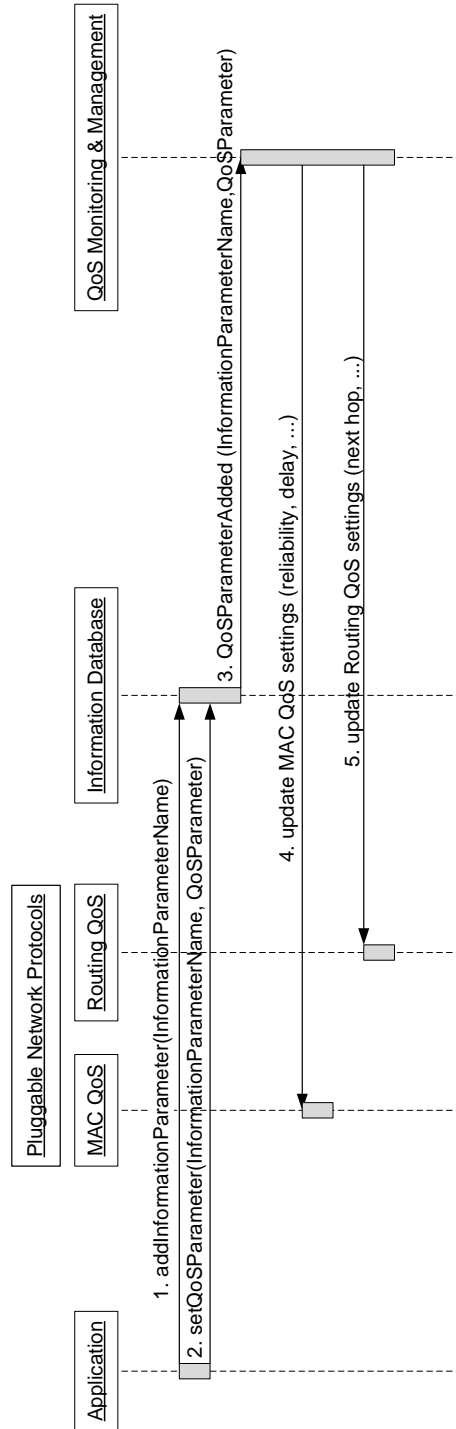 Pluggable Network Protocols
Application
MAC QoS
Routing QoS
Information Database
QoS Monitoring & Management
1. addInformationParameter(InformationParameterName)
2. setQoSParameter(InformationParameterName, QoSParameter)
3. QoSParameterAdded (InformationParameterName,QoSParameter)
4. update MAC QoS settings (reliability, delay, ...)
5. update Routing QoS settings (next hop, ...)